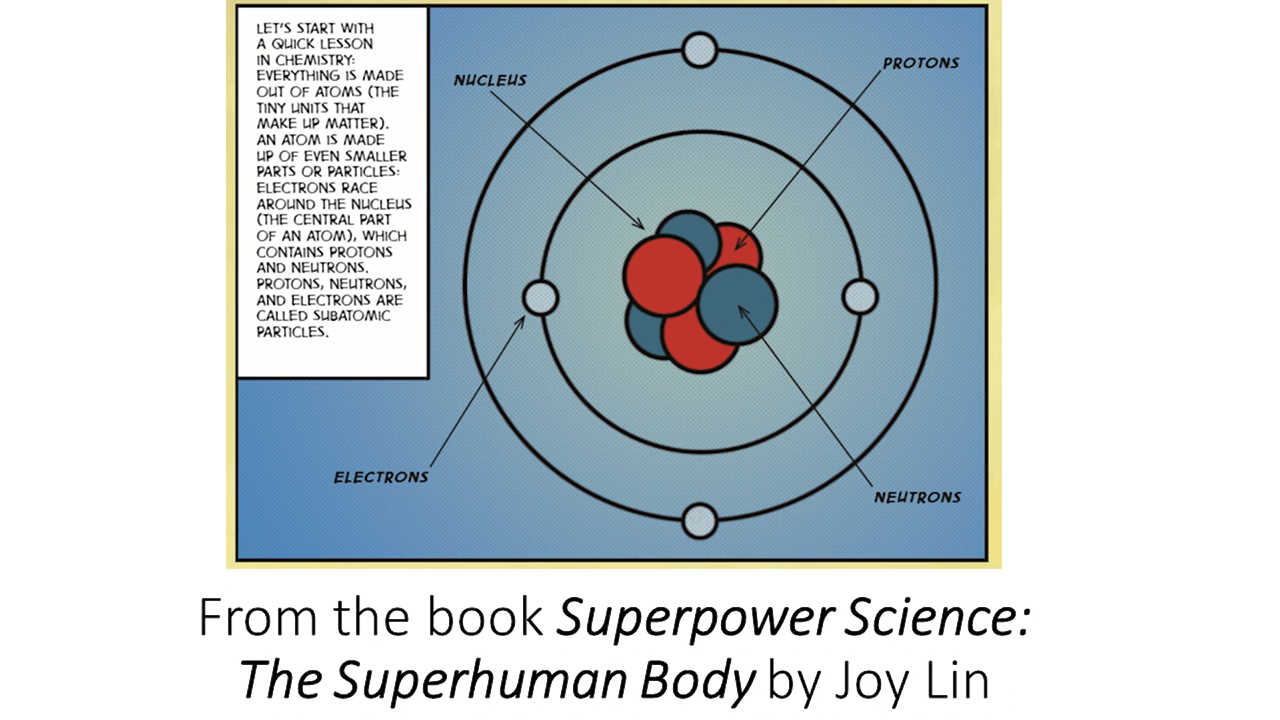 LET'S START WITH
A QUICK LESSON
IN CHEMISTRY:
EVERYTHING IS MADE
OUT OF ATOMS (THE
TINY UNITS THAT
MAKE UP MATTER).
AN ATOM IS MADE
UP OF EVEN SMALLER
PARTS OR PARTICLES:
ELECTRONS RACE
AROUND THE NUCLEUS
(THE CENTRAL PART
OF AN ATOM), WHICH
CONTAINS PROTONS
AND NEUTRONS.
PROTONS, NEUTRONS,
AND ELECTRONS ARE
CALLED SUBATOMIC
PARTICLES.
NUCLEUS
PROTONS
ELECTRONS
NEUTRONS
From the book Superpower Science:
The Superhuman Body by Joy Lin